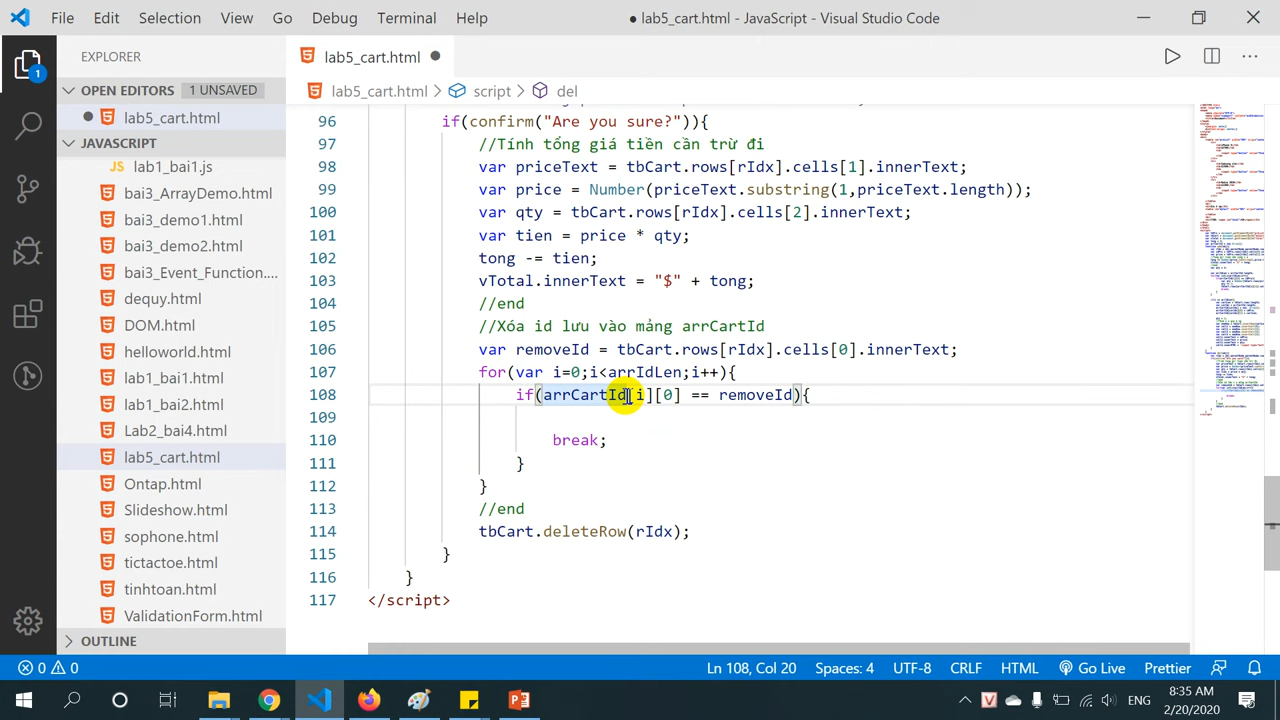 File Edit Selection View Go Debug Terminal Help
● lab5_cart.html - JavaScript - Visual Studio Code
EXPLORER
lab5_cart.html ●
OPEN EDITORS 1 UNSAVED
lab5_cart.html > script > del
● lab5_cart.html
JAVASCRIPT
JS lab1_bai1.js
bai3_ArrayDemo.html
bai3_demo1.html
bai3_demo2.html
bai3_Event_Function....
dequy.html
DOM.html
helloworld.html
lab1_bai1.html
lab1_bai2.html
Lab2_bai4.html
lab5_cart.html
Ontap.html
Slideshow.html
sophone.html
tictactoe.html
tinhtoan.html
ValidationForm.html
OUTLINE
96 if(confirm("Are you sure?")){
97 //Tính tổng giá tiền cần trừ đi
98 var priceText = tbCart.rows[rIdx].cells[1].innerText;
99 var price = Number(priceText.substring(1,priceText.length));
100 var qty = tbCart.rows[rIdx].cells[2].innerText;
101 var tien = price * qty;
102 tong -= tien;
103 vTotal.innerText = "$" + tong;
104 //end
105 //Xóa id lưu vào mảng arrCartId
106 var removeId = tbCart.rows[rIdx].cells[0].innerText;
107 for(var i=0;i<arrIdLen;i++){
108 if(arrCartId[i][0] == removeId){
110 break;
111 }
112 }
113 //end
114 tbCart.deleteRow(rIdx);
115 }
116 }
117 </script>
0 0 Ln 108, Col 20 Spaces: 4 UTF-8 CRLF HTML Go Live Prettier
ENG
8:35 AM
2/20/2020